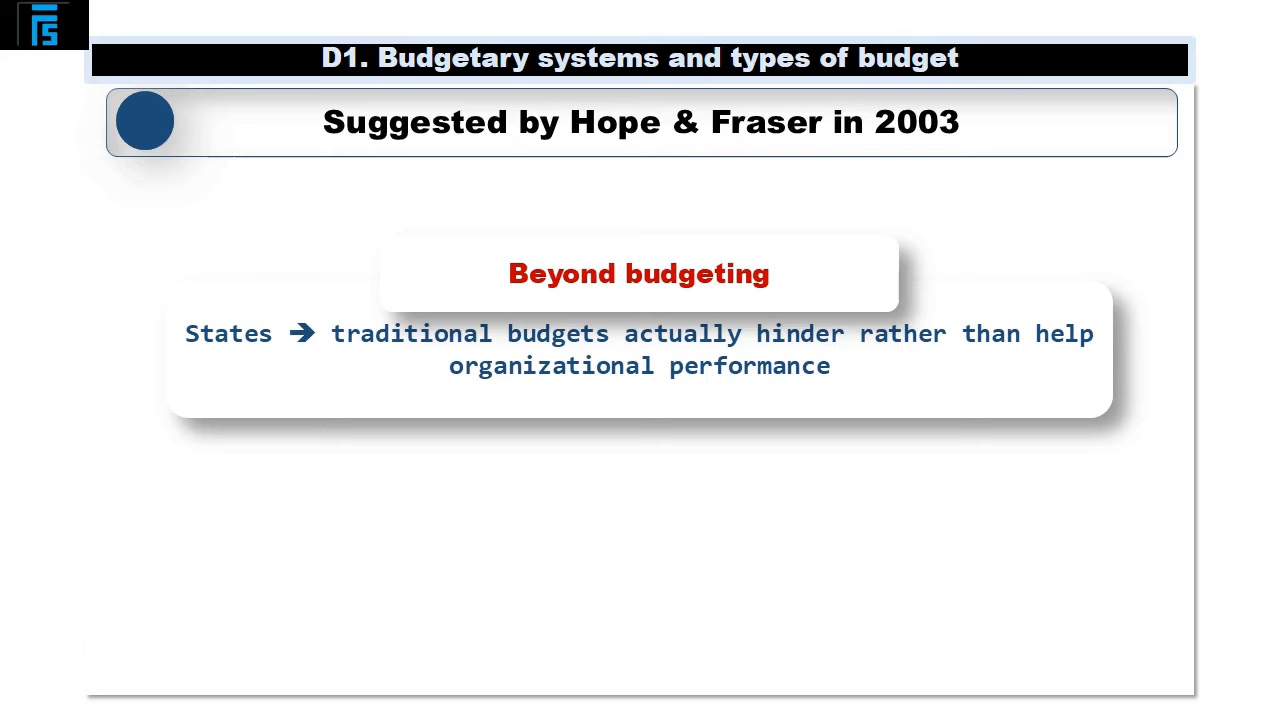 D1. Budgetary systems and types of budget
Suggested by Hope & Fraser in 2003
Beyond budgeting
States → traditional budgets actually hinder rather than help
organizational performance